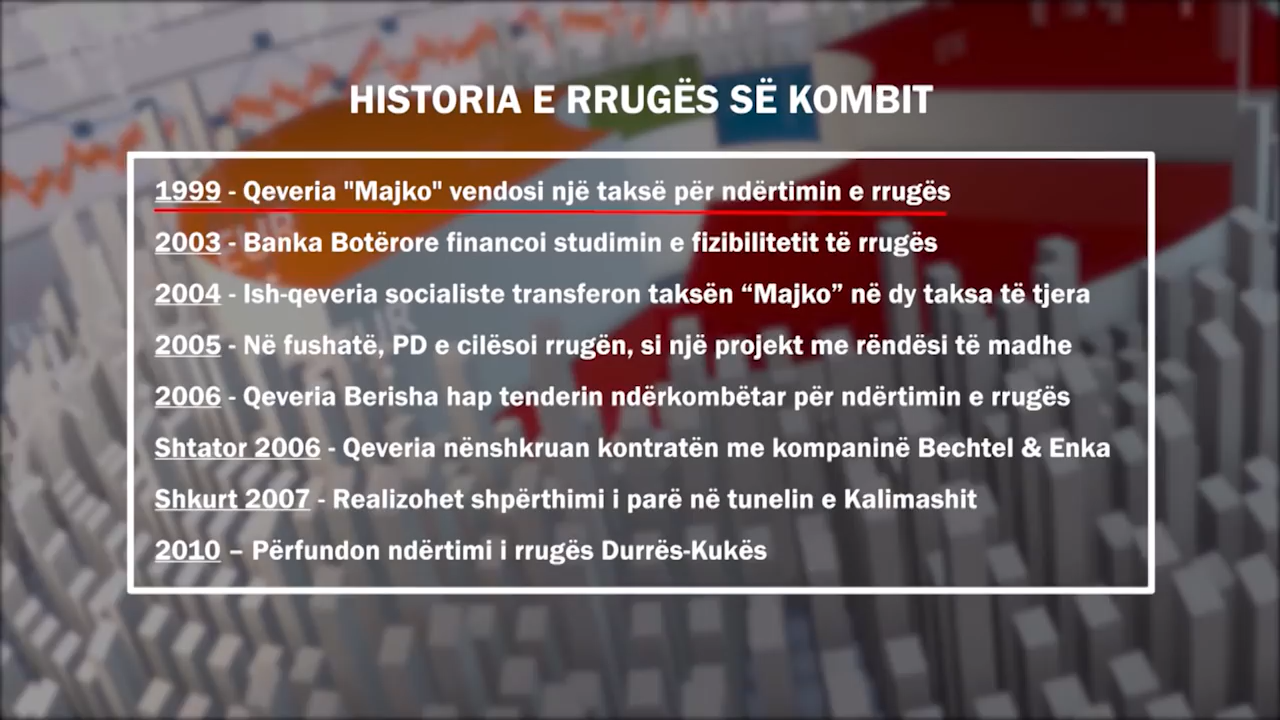 HISTORIA E RRUGËS SË KOMBIT
1999 - Qeveria "Majko" vendosi një taksë për ndërtimin e rrugës
2003 - Banka Botërore financoi studimin e fizibilitetit të rrugës
2004 - Ish-qeveria socialiste transferon taksën “Majko” në dy taksa të tjera
2005 - Në fushatë, PD e cilësoi rrugën, si një projekt me rëndësi të madhe
2006 - Qeveria Berisha hap tenderin ndërkombëtar për ndërtimin e rrugës
Shtator 2006 - Qeveria nënshkruan kontratën me kompaninë Bechtel & Enka
Shkurt 2007 - Realizohet shpërthimi i parë në tunelin e Kalimashit
2010 – Përfundon ndërtimi i rrugës Durrës-Kukës
EUR
EUR